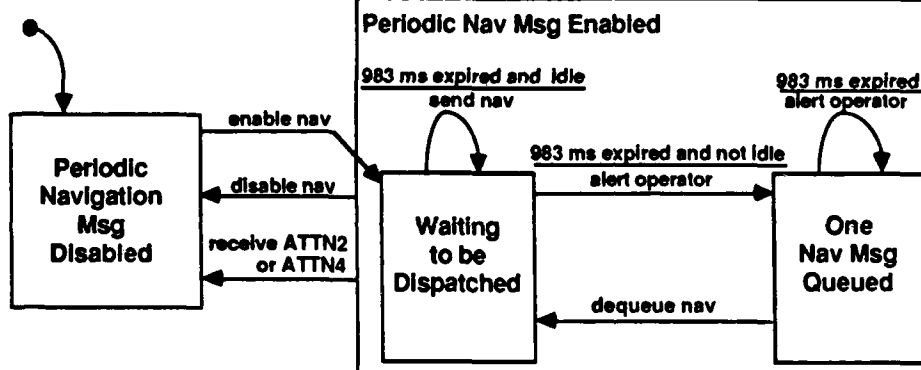 Periodic Nav Msg Enabled
983 ms expired and idle
send nav
983 ms expired
alert operator
enable nav
983 ms expired and not idle
alert operator
Periodic
Navigation
Msg
Disabled
disable nav
receive ATTN2
or ATTN4
Waiting
to be
Dispatched
One
Nav Msg
Queued
dequeue nav